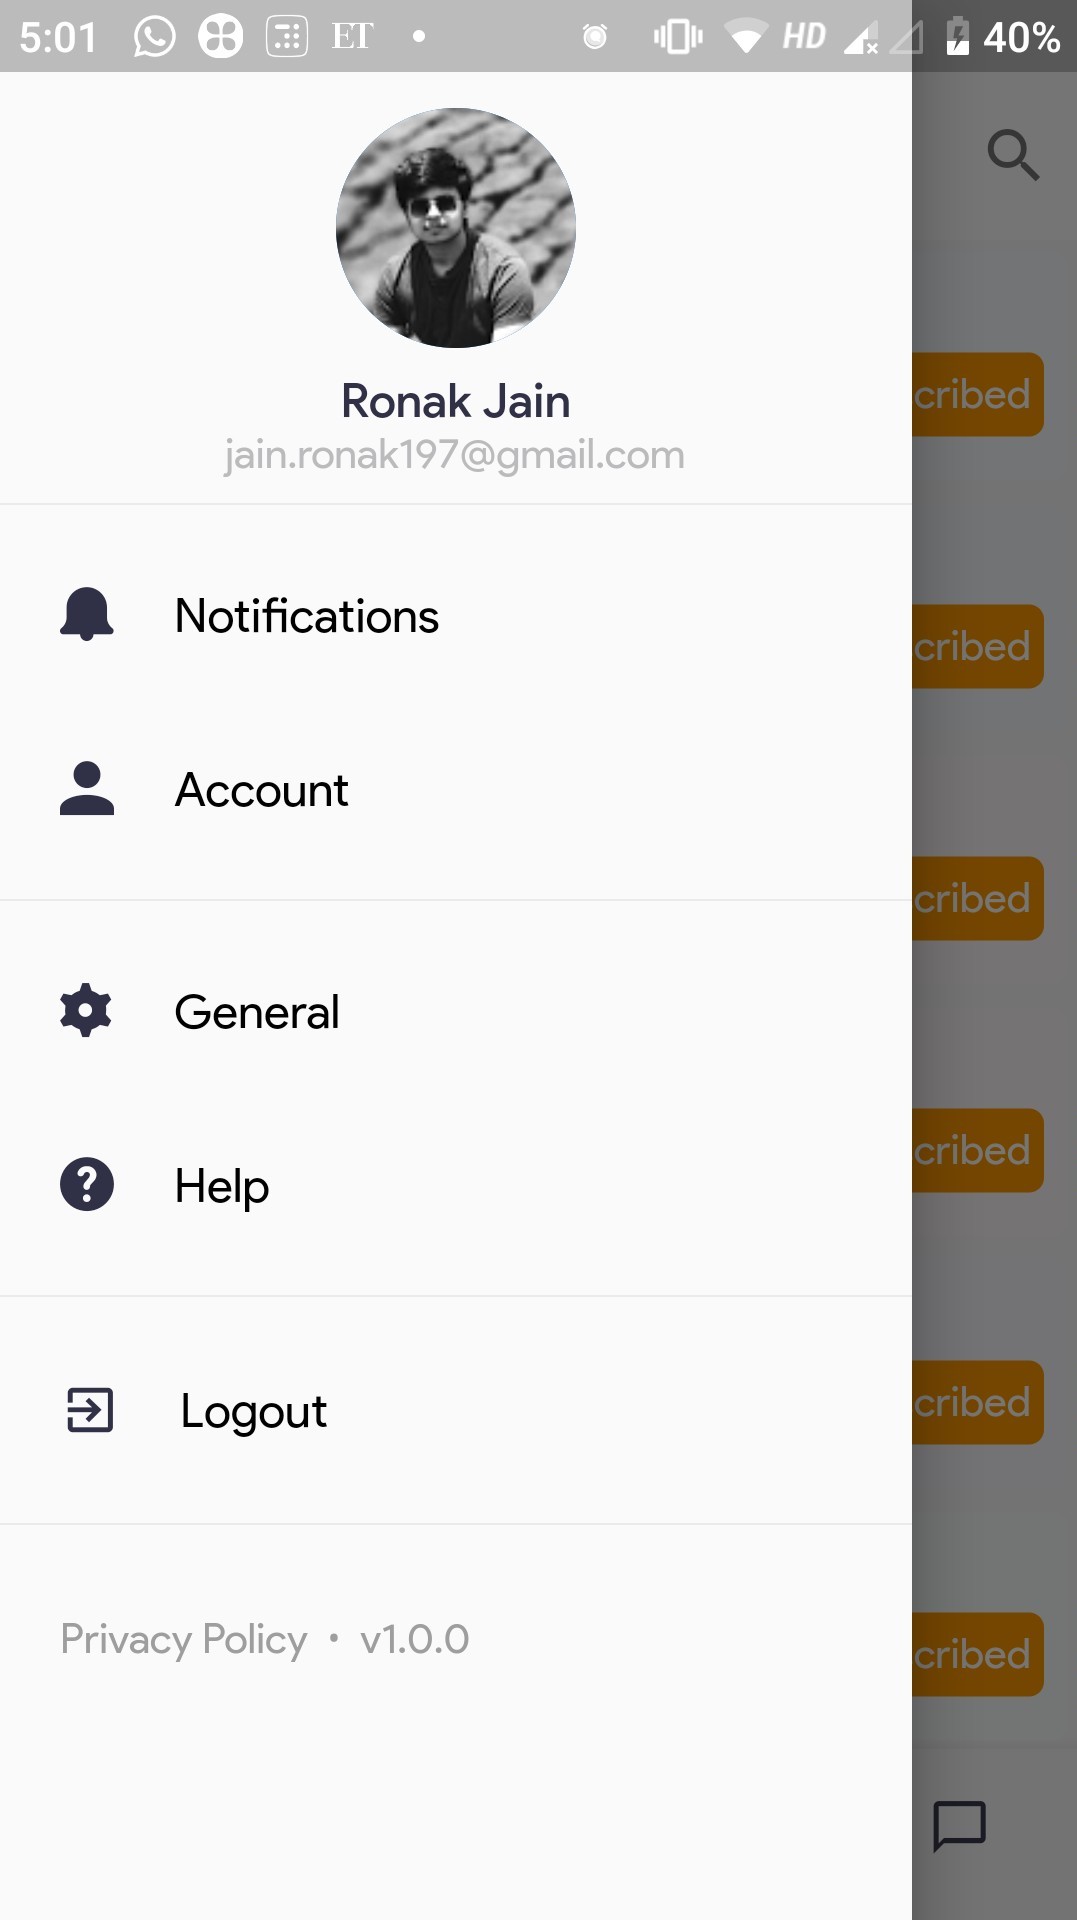 5:01 ET HD 40%
Ronak Jain
jain.ronak197@gmail.com
cribed
Notifications
cribed
Account
cribed
General
Help
cribed
Logout
cribed
Privacy Policy • v1.0.0
cribed